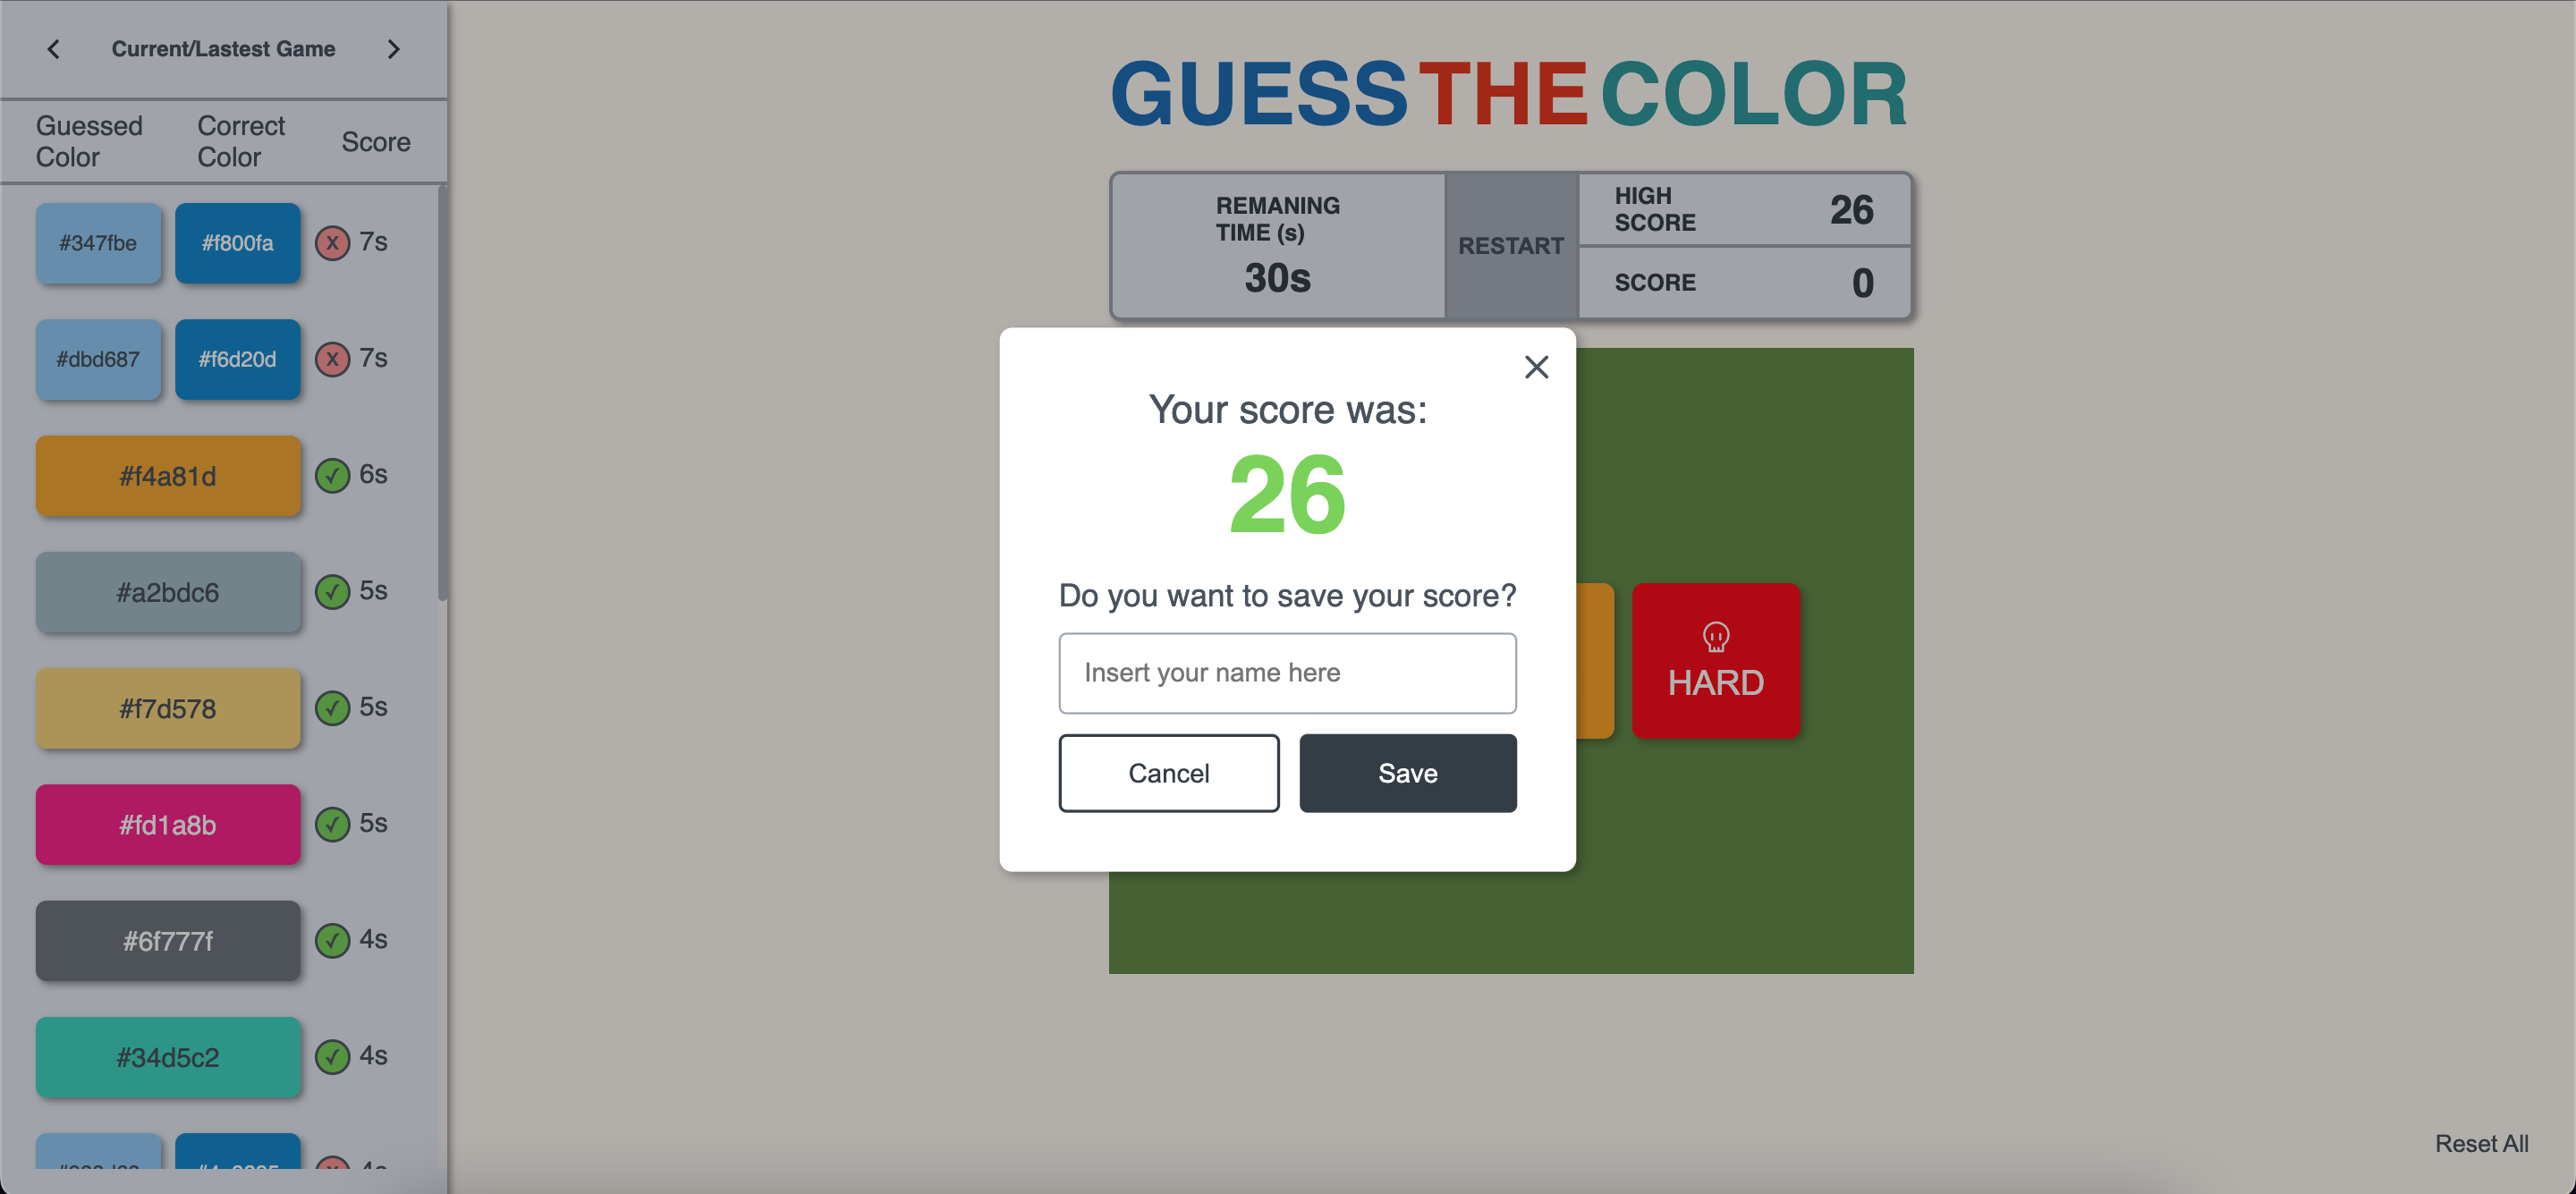 Current/Lastest Game
Guessed Color
Correct Color
Score
#347fbe
#f800fa
X
7s
#dbd687
#f6d20d
X
7s
#f4a81d
6s
#a2bdc6
5s
#f7d578
5s
#fd1a8b
5s
#6f777f
4s
#34d5c2
4s
GUESS THE COLOR
REMANING
TIME (s)
30s
RESTART
HIGH
SCORE
26
SCORE
0
Your score was:
26
Do you want to save your score?
Insert your name here
Cancel
Save
HARD
Reset All